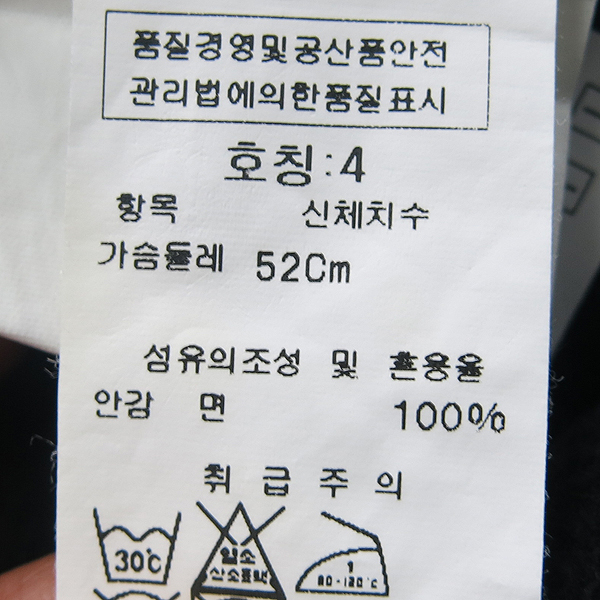 품질경영및공산품안전
관리법에의한품질표시
호칭:4
항목 신체치수
가슴둘레 52Cm
섬유의조성 및 혼용율
안감 면 100%
취급주의
30℃
염소
산소표백
1
80-120℃